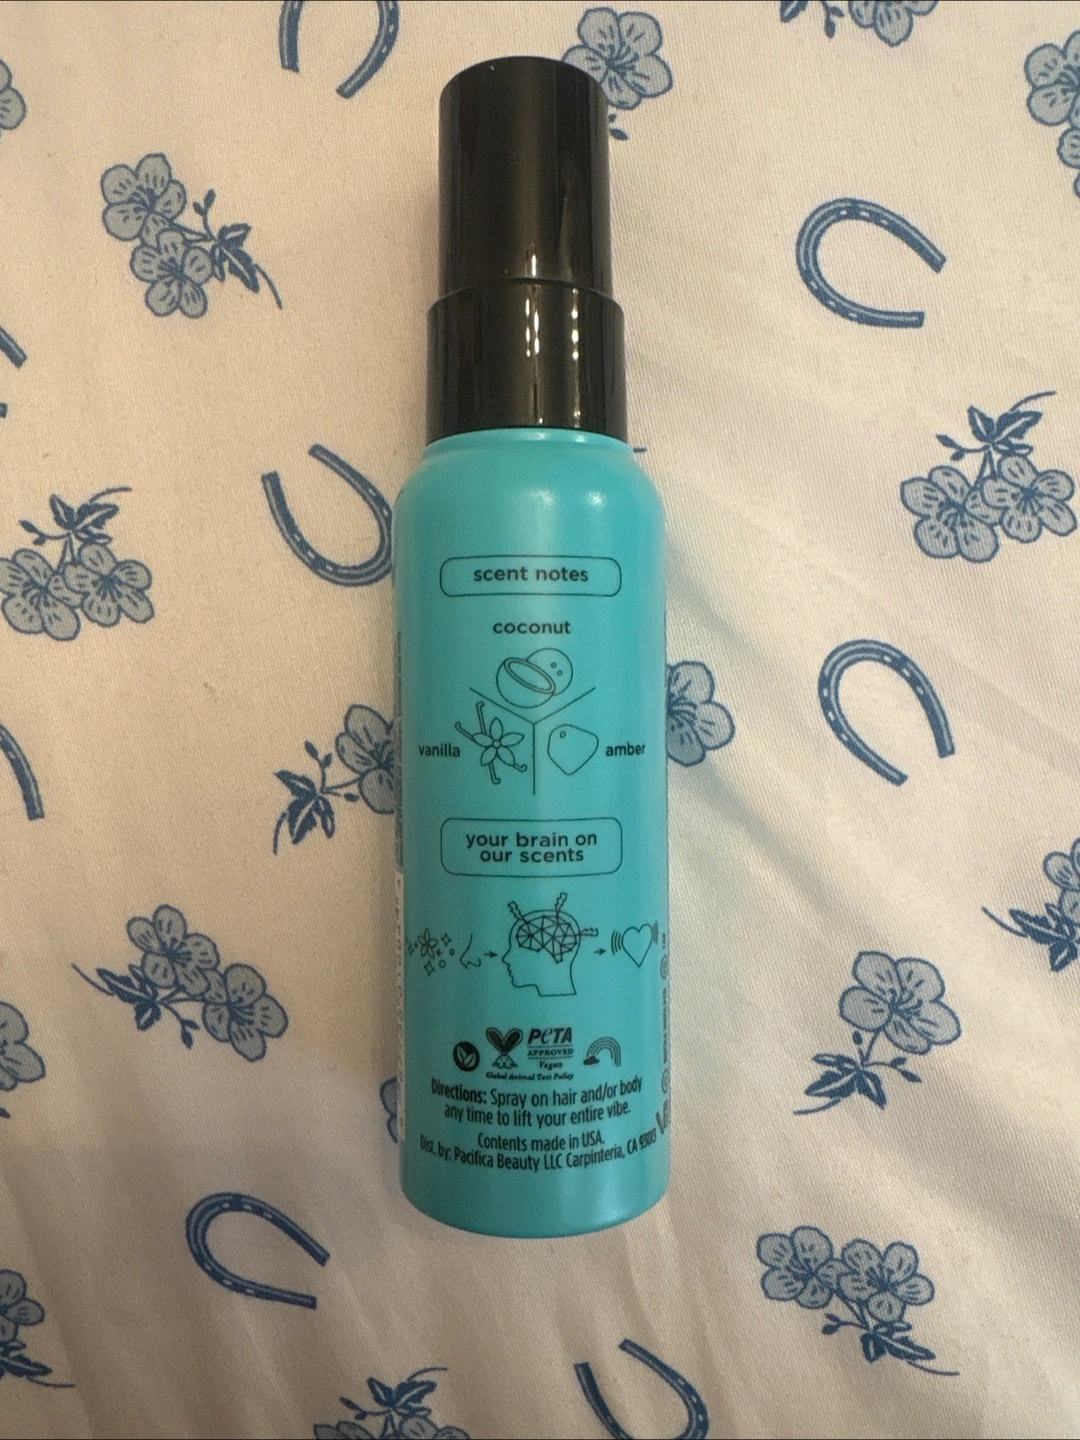 scent notes
coconut
vanilla
amber
your brain on
our scents
PeTA
APPROVED
Vegan
Global Animal Test Policy
Directions: Spray on hair and/or body
any time to lift your entire vibe.
Contents made in USA.
Dist. by: Pacifica Beauty LLC Carpinteria, CA 93013